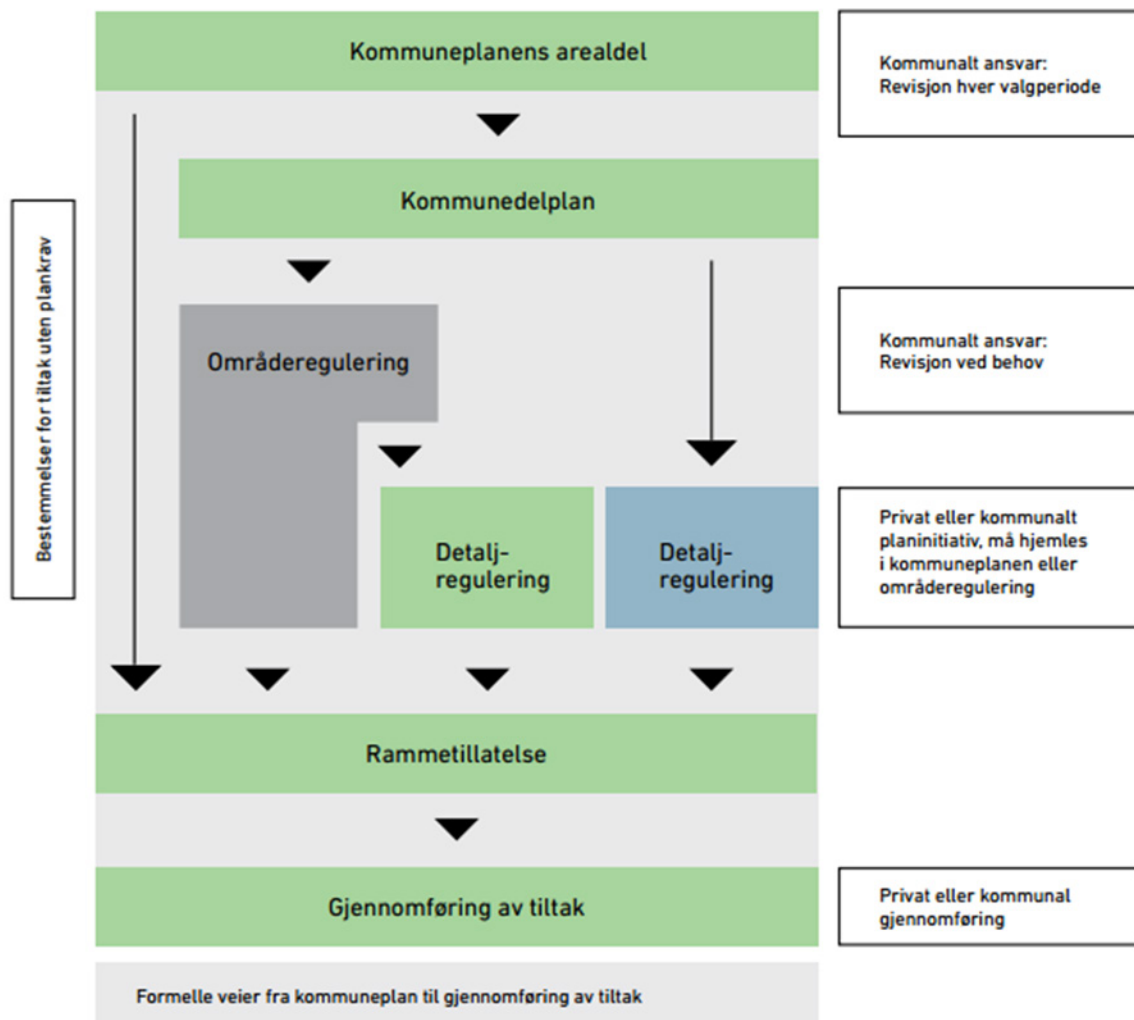 Kommuneplanens arealdel
Kommunalt ansvar:
Revisjon hver valgperiode
Kommunedelplan
Bestemmelser for tiltak uten plankrav
Områderegulering
Kommunalt ansvar:
Revisjon ved behov
Detalj-
regulering
Detalj-
regulering
Privat eller kommunalt
planinitiativ, må hjemles
i kommuneplanen eller
områderegulering
Rammetillatelse
Gjennomføring av tiltak
Privat eller kommunal
gjennomføring
Formelle veier fra kommuneplan til gjennomføring av tiltak